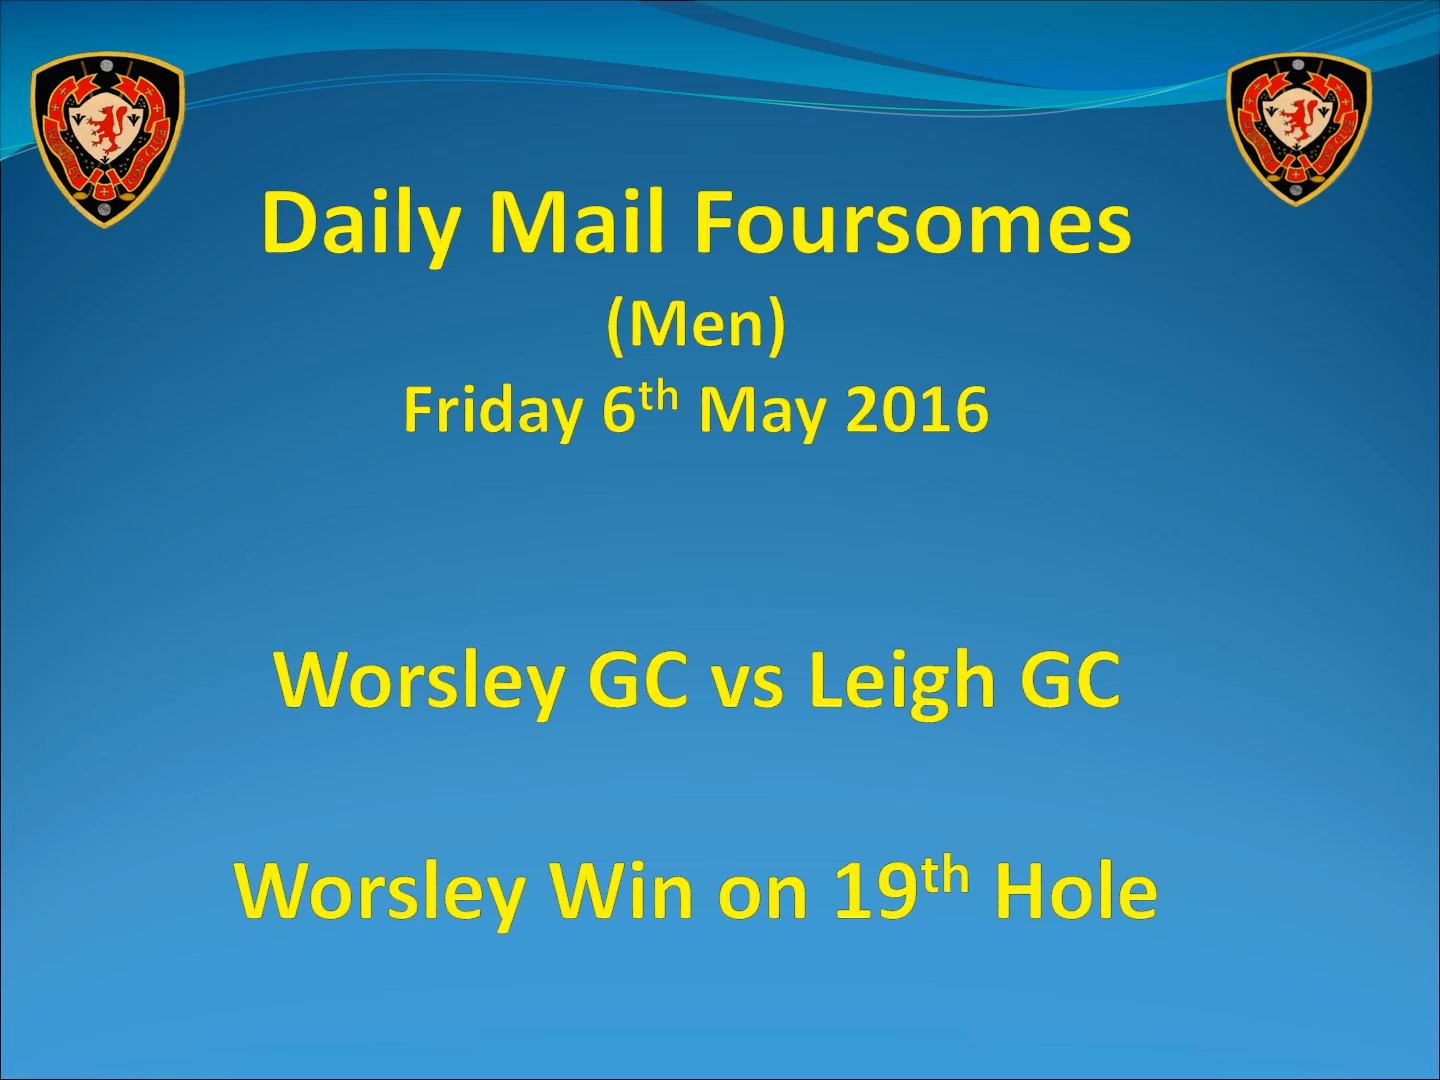 Daily Mail Foursomes
(Men)
Friday 6th May 2016
Worsley GC vs Leigh GC
Worsley Win on 19th Hole